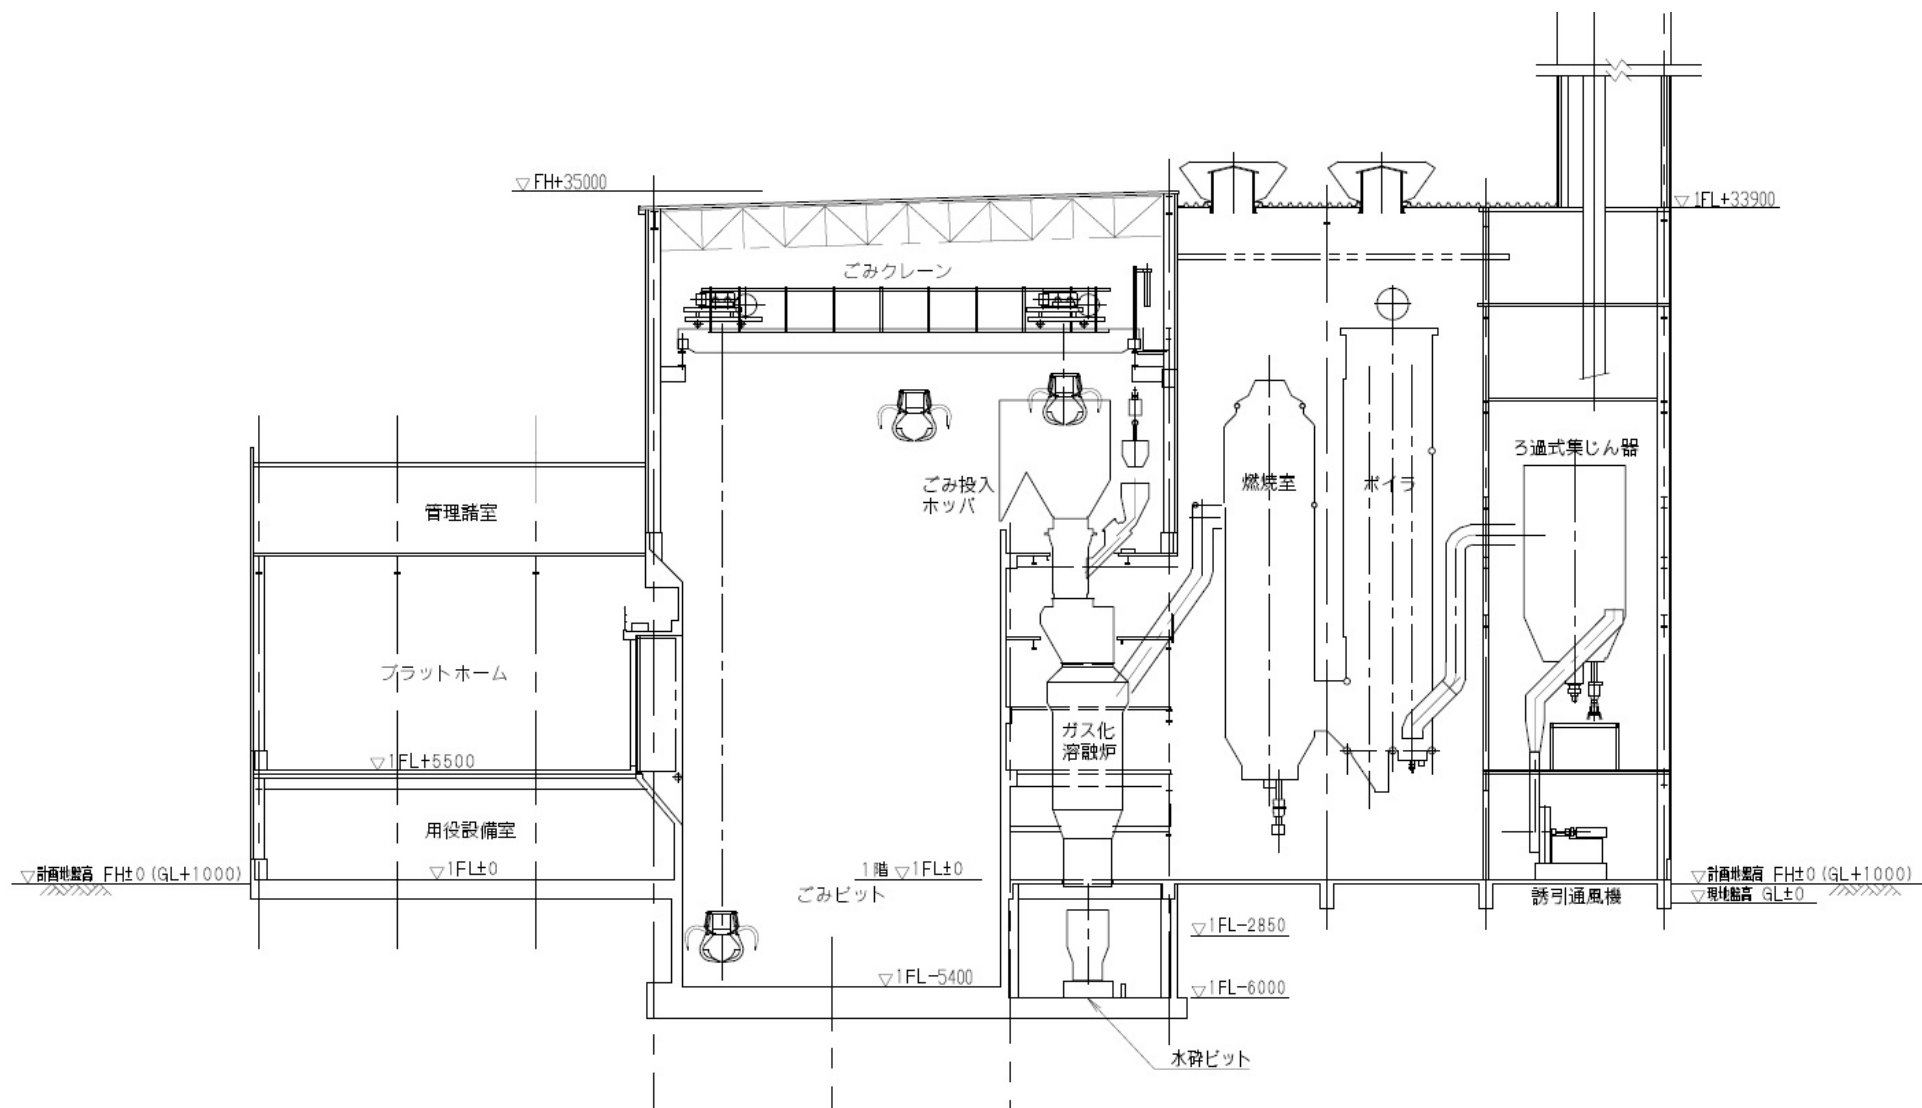 FH+35000
1FL+33900
ごみクレーン
ろ過式集じん器
ごみ投入
ホッパ
燃焼室
ボイラ
管理諸室
プラットホーム
ガス化
溶融炉
1FL+5500
用役設備室
1FL±0
1階 1FL±0
計画地盤高 FH±0 (GL+1000)
計画地盤高 FH±0 (GL+1000)
ごみピット
誘引通風機
現地盤高 GL±0
1FL-2850
1FL-5400
1FL-6000
水砕ピット